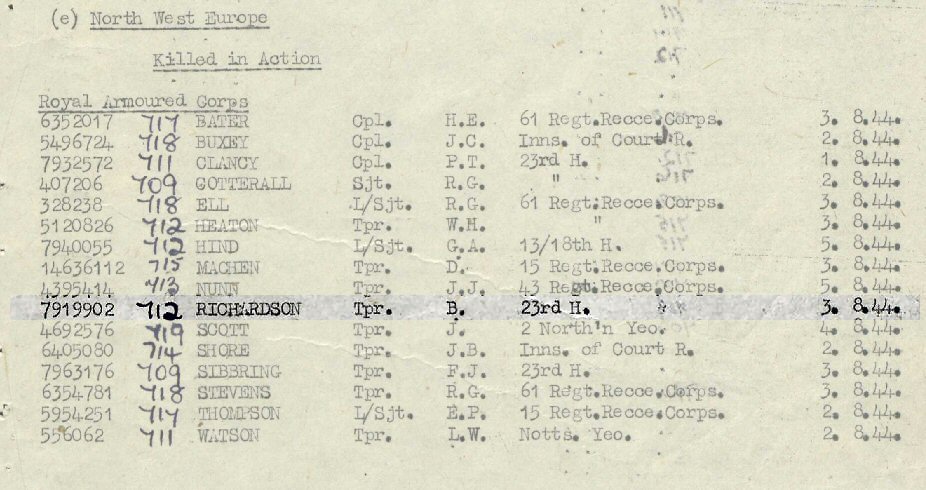 (e) North West Europe
Killed in Action
Royal Armoured Corps
6352017 717 BATER Cpl. H.E. 61 Regt.Recce.Corps. 3. 8.44.
5496724 718 BUXEY Cpl. J.C. Inns. of Court R. 2. 8.44.
7932572 711 CLANCY Cpl. P.T. 23rd H. 1. 8.44.
407206 709 GOTTERALL Sjt. R.G. " 2. 8.44.
328238 718 ELL L/Sjt. R.G. 61 Regt.Recce.Corps. 3. 8.44.
5120826 712 HEATON Tpr. W.H. " 3. 8.44.
7940055 712 HIND L/Sjt. G.A. 13/18th H. 5. 8.44.
14636112 715 MACHEN Tpr. D. 15 Regt.Recce.Corps. 3. 8.44.
4395414 713 NUNN Tpr. J.J. 43 Regt.Recce.Corps. 5. 8.44.
7919902 712 RICHARDSON Tpr. B. 23rd H. 3. 8.44.
4692576 719 SCOTT Tpr. J. 2 North'n Yeo. 4. 8.44.
6405080 714 SHORE Tpr. J.B. Inns. of Court R. 2. 8.44.
7963176 709 SIBBRING Tpr. F.J. 23rd H. 3. 8.44.
6354781 718 STEVENS Tpr. R.G. 61 Regt.Recce.Corps. 3. 8.44.
5954251 717 THOMPSON L/Sjt. E.P. 15 Regt.Recce.Corps. 2. 8.44.
556062 711 WATSON Tpr. L.W. Notts. Yeo. 2. 8.44.